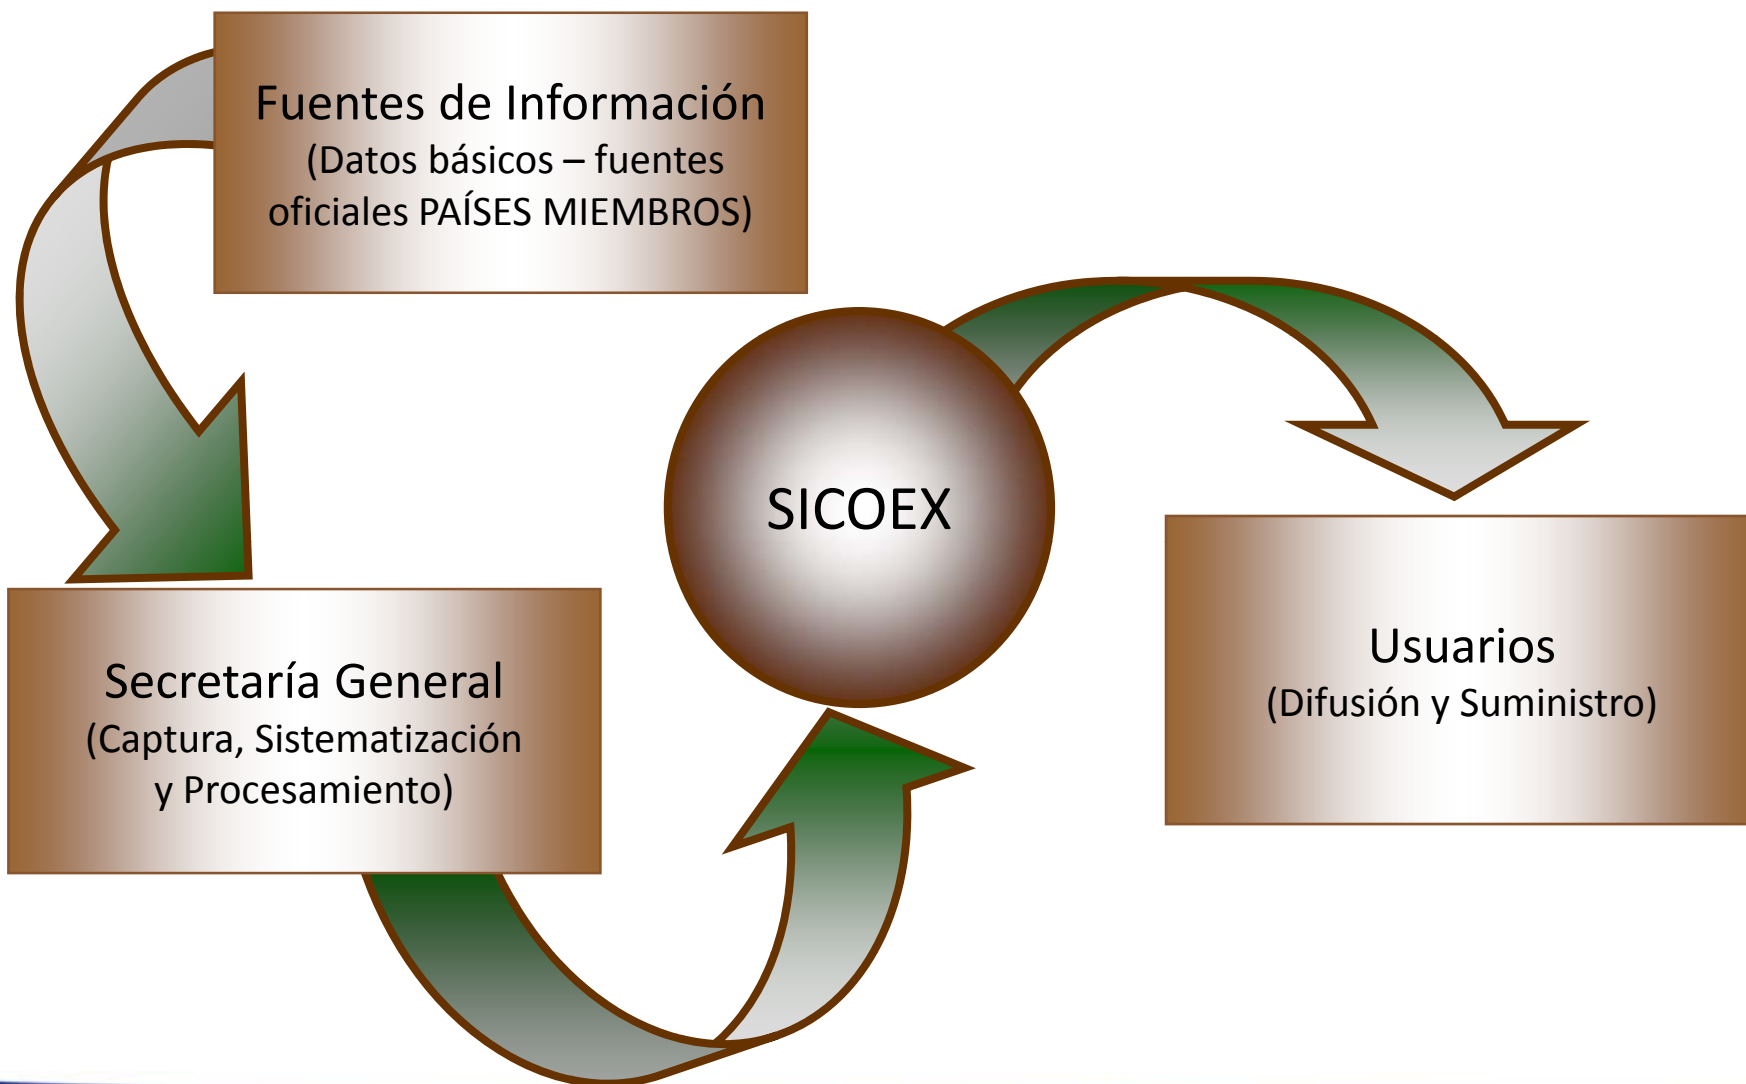 Fuentes de Información
(Datos básicos – fuentes
oficiales PAÍSES MIEMBROS)
SICOEX
Secretaría General
(Captura, Sistematización
y Procesamiento)
Usuarios
(Difusión y Suministro)